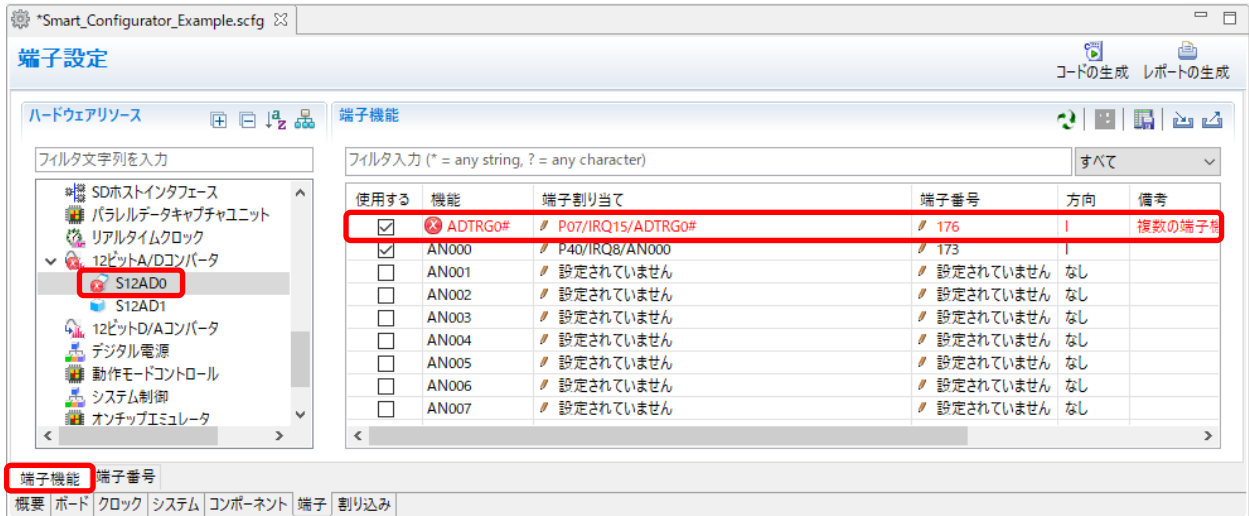 *Smart_Configurator_Example.scfg
端子設定
コードの生成 レポートの生成
ハードウェアリソース
端子機能
フィルタ文字列を入力
フィルタ入力 (* = any string, ? = any character)
すべて
SDホストインタフェース
パラレルデータキャプチャユニット
リアルタイムクロック
12ビットA/Dコンバータ
S12AD0
S12AD1
12ビットD/Aコンバータ
デジタル電源
動作モードコントロール
システム制御
オンチップエミュレータ
使用する 機能 端子割り当て 端子番号 方向 備考
ADTRG0# P07/IRQ15/ADTRG0# 176 I 複数の端子機
AN000 P40/IRQ8/AN000 173 I
AN001 設定されていません 設定されていません なし
AN002 設定されていません 設定されていません なし
AN003 設定されていません 設定されていません なし
AN004 設定されていません 設定されていません なし
AN005 設定されていません 設定されていません なし
AN006 設定されていません 設定されていません なし
AN007 設定されていません 設定されていません なし
端子機能 端子番号
概要 ボード クロック システム コンポーネント 端子 割り込み